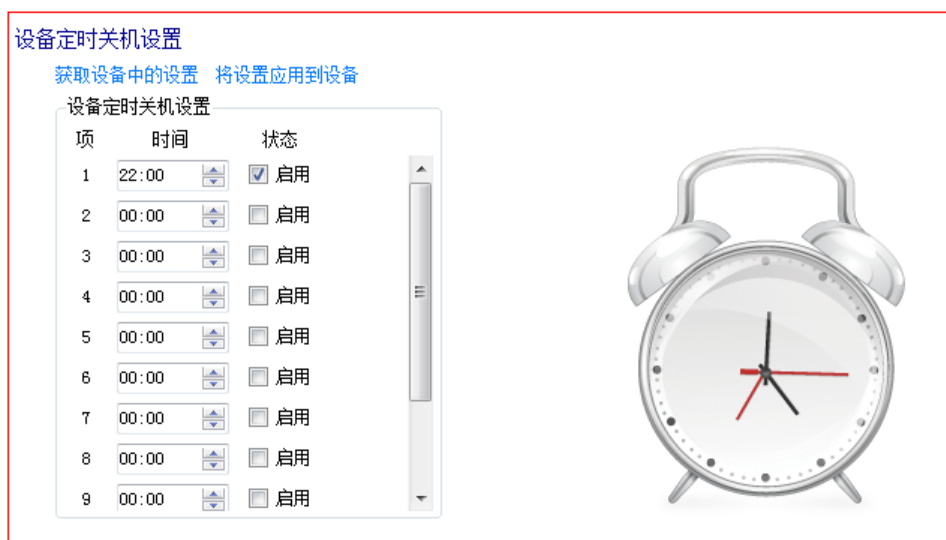 设备定时关机设置
获取设备中的设置 将设置应用到设备
设备定时关机设置
项 时间 状态
1 22:00 启用
2 00:00 启用
3 00:00 启用
4 00:00 启用
5 00:00 启用
6 00:00 启用
7 00:00 启用
8 00:00 启用
9 00:00 启用